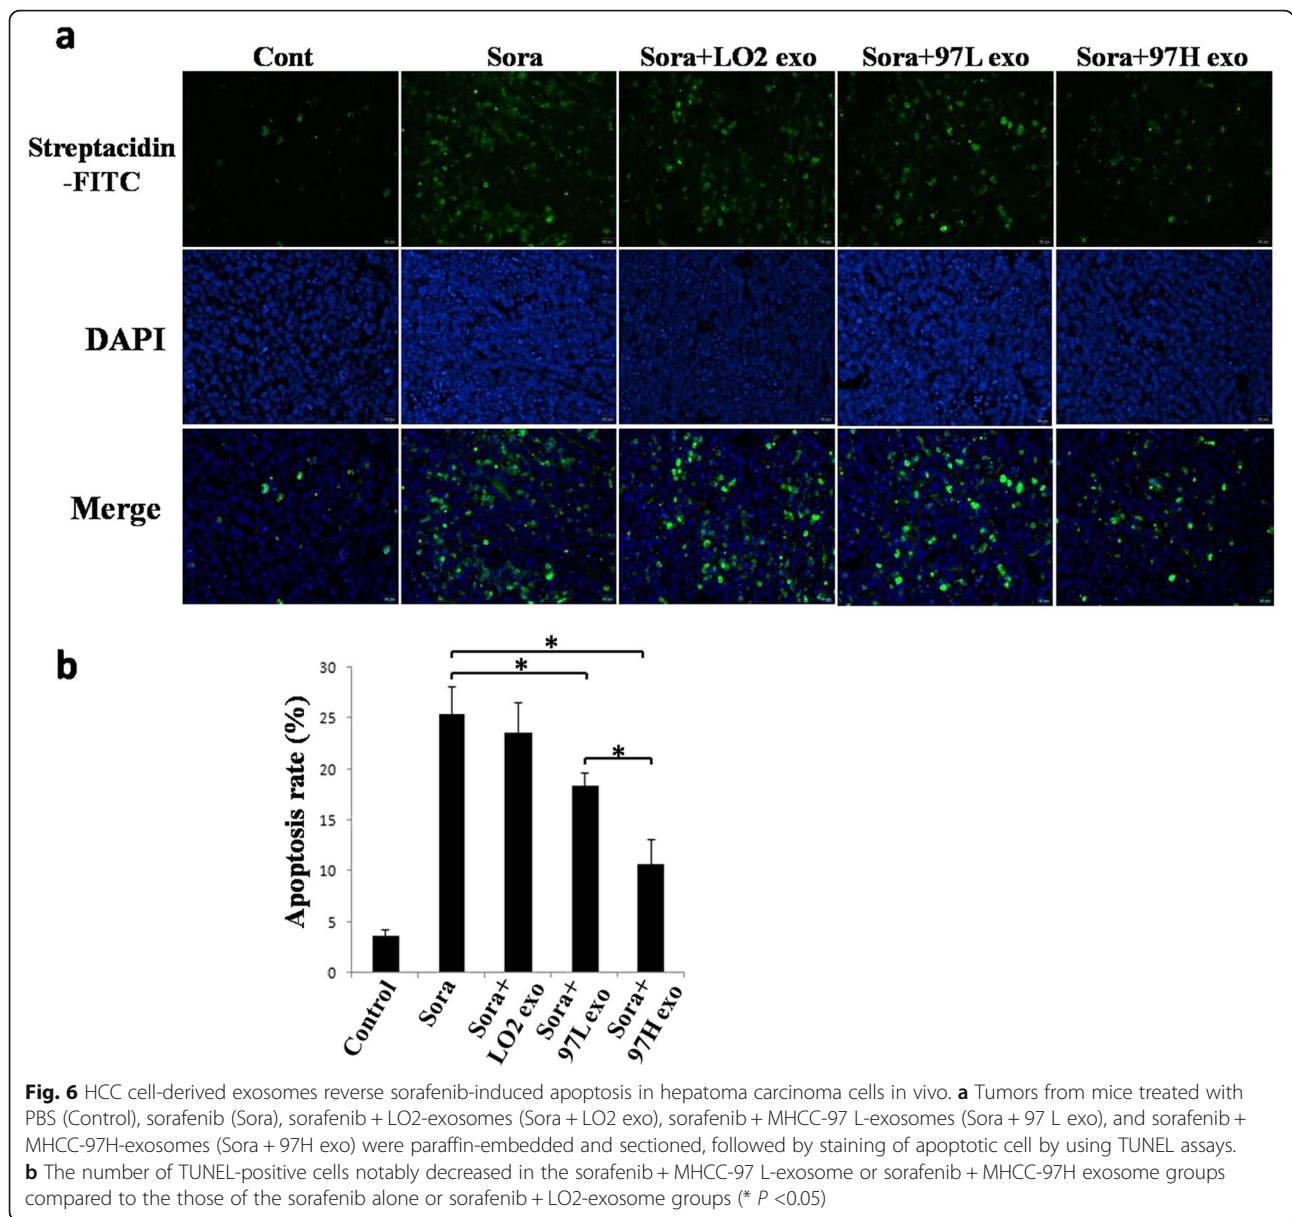 a
Cont Sora Sora+LO2 exo Sora+97L exo Sora+97H exo
Streptacidin
-FITC
DAPI
Merge
b
* 
*
*
Apoptosis rate (%)
30
25
20
15
10
5
0
Control
Sora
Sora+
LO2 exo
Sora+
97L exo
Sora+
97H exo
Fig. 6 HCC cell-derived exosomes reverse sorafenib-induced apoptosis in hepatoma carcinoma cells in vivo. a Tumors from mice treated with
PBS (Control), sorafenib (Sora), sorafenib + LO2-exosomes (Sora + LO2 exo), sorafenib + MHCC-97 L-exosomes (Sora + 97 L exo), and sorafenib +
MHCC-97H-exosomes (Sora + 97H exo) were paraffin-embedded and sectioned, followed by staining of apoptotic cell by using TUNEL assays.
b The number of TUNEL-positive cells notably decreased in the sorafenib + MHCC-97 L-exosome or sorafenib + MHCC-97H exosome groups
compared to the those of the sorafenib alone or sorafenib + LO2-exosome groups (* P <0.05)